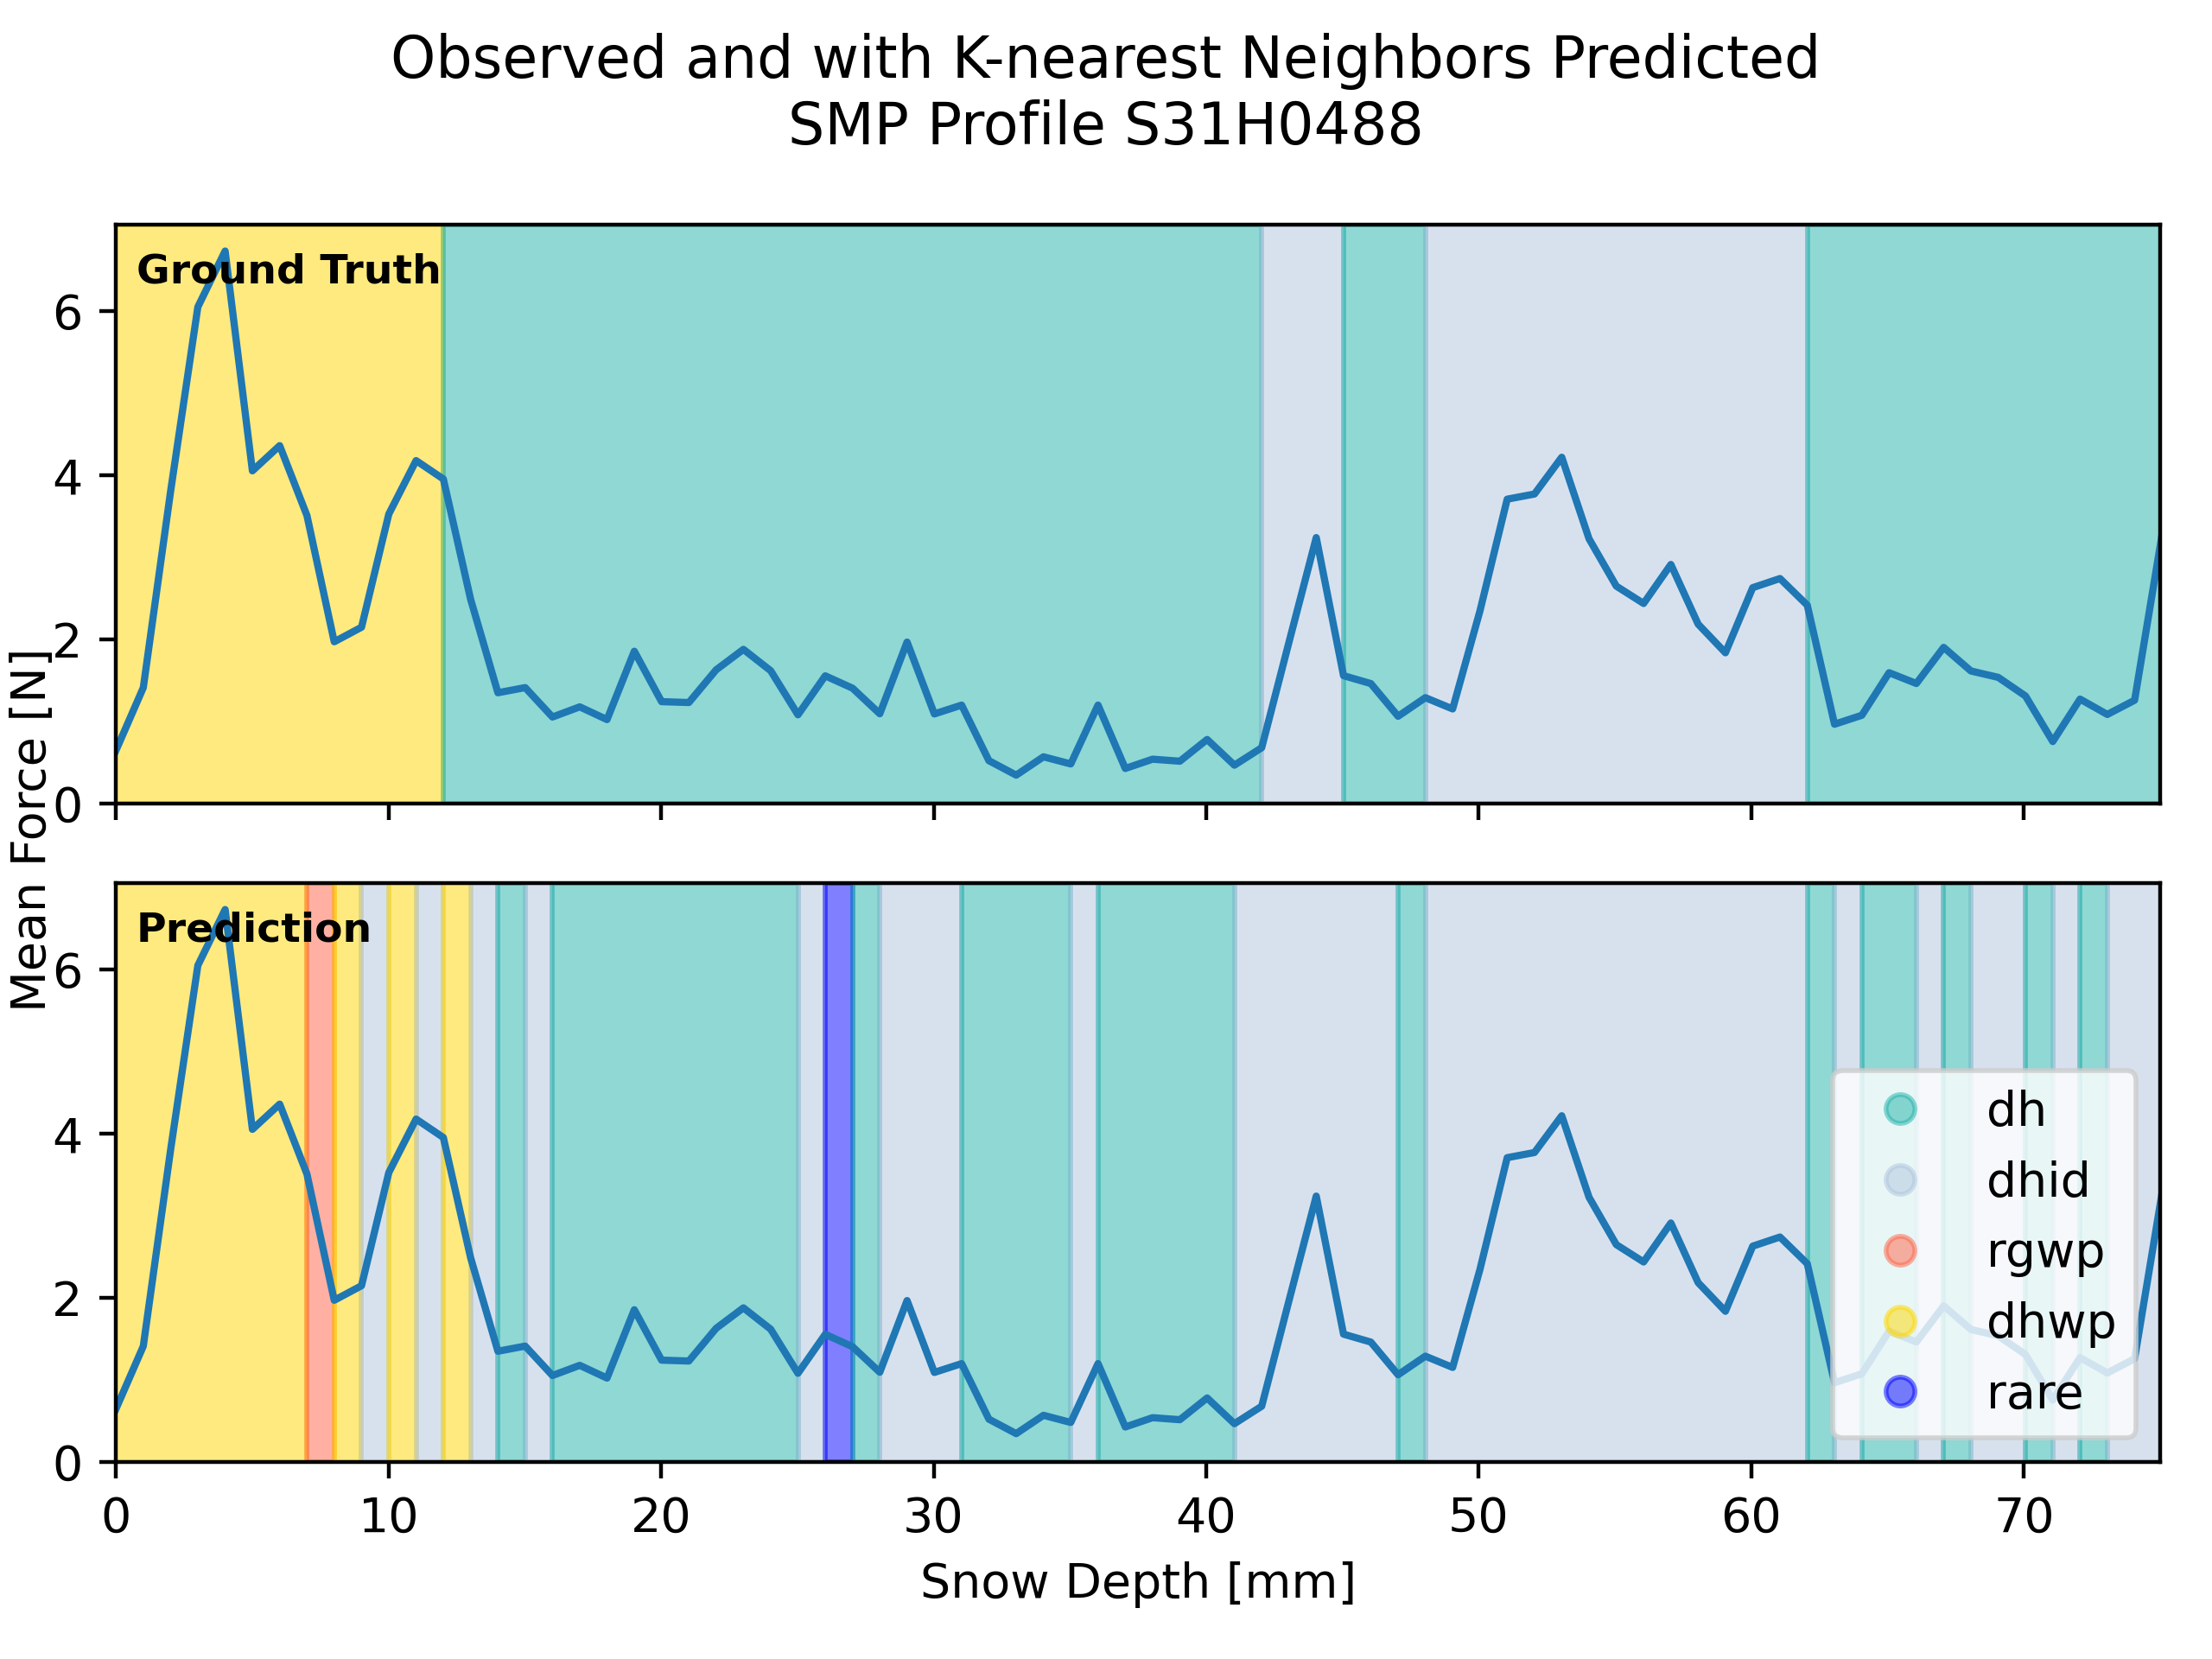 Observed and with K-nearest Neighbors Predicted
SMP Profile S31H0488
Ground Truth
6
4
2
0
Mean Force [N]
Prediction
6
4
2
0
dh
dhid
rgwp
dhwp
rare
0 10 20 30 40 50 60 70
Snow Depth [mm]